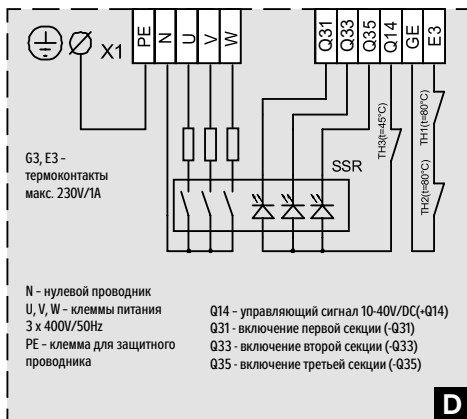 X1
PE
N
U
V
W
Q31
Q33
Q35
Q14
GE
E3
TH3(t=45°C)
TH1(t=80°C)
TH2(t=80°C)
SSR
G3, E3 –
термоконтакты
макс. 230V/1A
N – нулевой проводник
U, V, W – клеммы питания
3 x 400V/50Hz
PE – клемма для защитного
проводника
Q14 – управляющий сигнал 10-40V/DC(+Q14)
Q31 - включение первой секции (-Q31)
Q33 - включение второй секции (-Q33)
Q35 - включение третьей секции (-Q35)
D